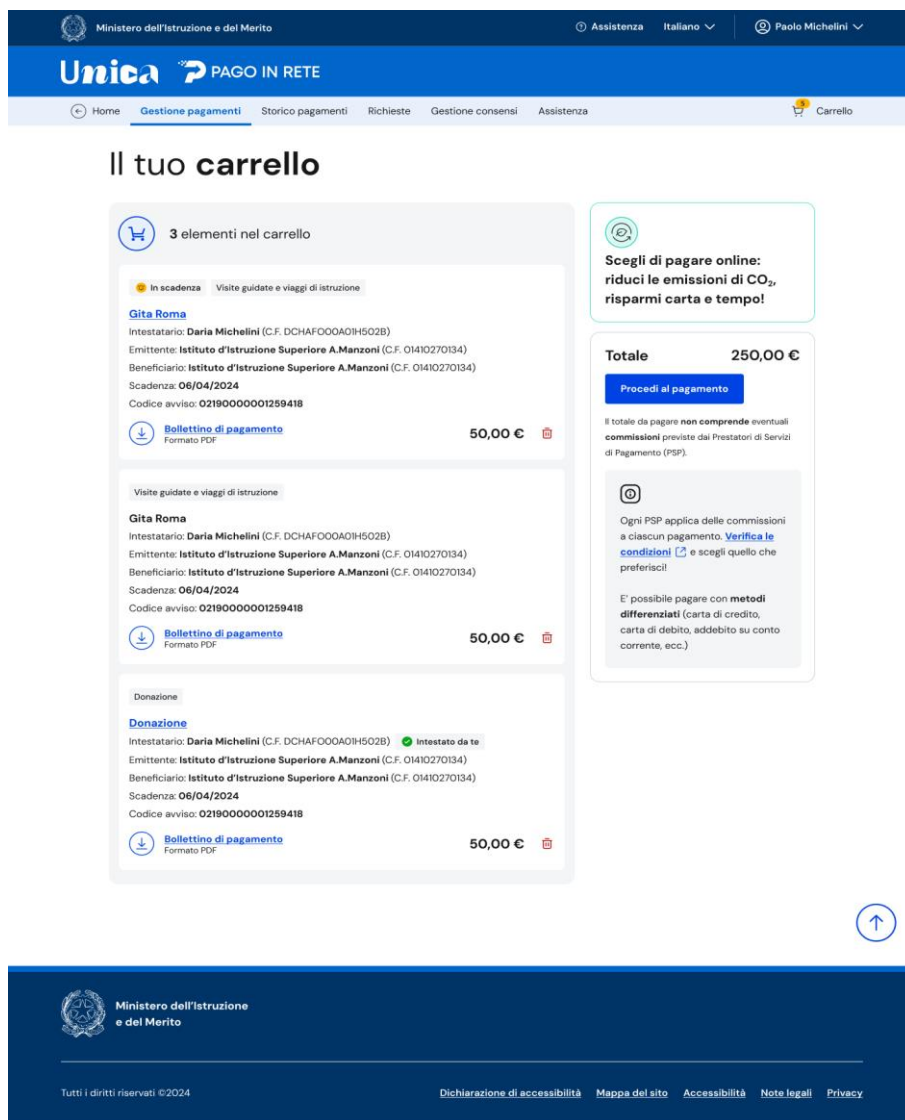 Ministero dell'Istruzione e del Merito
Assistenza Italiano Paolo Michelini
Unica PAGO IN RETE
Home Gestione pagamenti Storico pagamenti Richieste Gestione consensi Assistenza 5 Carrello
Il tuo carrello
3 elementi nel carrello
In scadenza Visite guidate e viaggi di istruzione
Gita Roma
Intestatario: Daria Michelini (C.F. DCHAFO00A01H502B)
Emittente: Istituto d'Istruzione Superiore A.Manzoni (C.F. 01410270134)
Beneficiario: Istituto d'Istruzione Superiore A.Manzoni (C.F. 01410270134)
Scadenza: 06/04/2024
Codice avviso: 02190000001259418
Bollettino di pagamento
Formato PDF
50,00 €
Visite guidate e viaggi di istruzione
Gita Roma
Intestatario: Daria Michelini (C.F. DCHAFO00A01H502B)
Emittente: Istituto d'Istruzione Superiore A.Manzoni (C.F. 01410270134)
Beneficiario: Istituto d'Istruzione Superiore A.Manzoni (C.F. 01410270134)
Scadenza: 06/04/2024
Codice avviso: 02190000001259418
Bollettino di pagamento
Formato PDF
50,00 €
Donazione
Donazione
Intestatario: Daria Michelini (C.F. DCHAFO00A01H502B) Intestato da te
Emittente: Istituto d'Istruzione Superiore A.Manzoni (C.F. 01410270134)
Beneficiario: Istituto d'Istruzione Superiore A.Manzoni (C.F. 01410270134)
Scadenza: 06/04/2024
Codice avviso: 02190000001259418
Bollettino di pagamento
Formato PDF
50,00 €
Scegli di pagare online:
riduci le emissioni di CO₂,
risparmi carta e tempo!
Totale 250,00 €
Procedi al pagamento
Il totale da pagare non comprende eventuali
commissioni previste dai Prestatori di Servizi
di Pagamento (PSP).
Ogni PSP applica delle commissioni
a ciascun pagamento. Verifica le
condizioni e scegli quello che
preferisci!
E' possibile pagare con metodi
differenziati (carta di credito,
carta di debito, addebito su conto
corrente, ecc.)
Ministero dell'Istruzione
e del Merito
Tutti i diritti riservati ©2024
Dichiarazione di accessibilità Mappa del sito Accessibilità Note legali Privacy